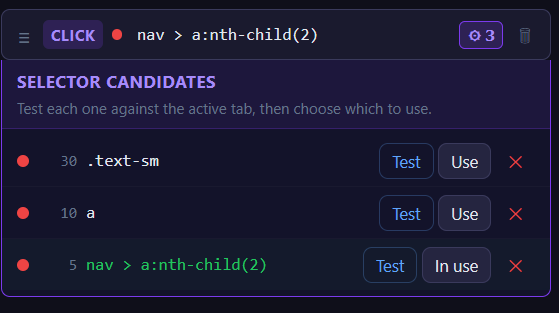 CLICK nav > a:nth-child(2) 3
SELECTOR CANDIDATES
Test each one against the active tab, then choose which to use.
30 .text-sm Test Use
10 a Test Use
5 nav > a:nth-child(2) Test In use